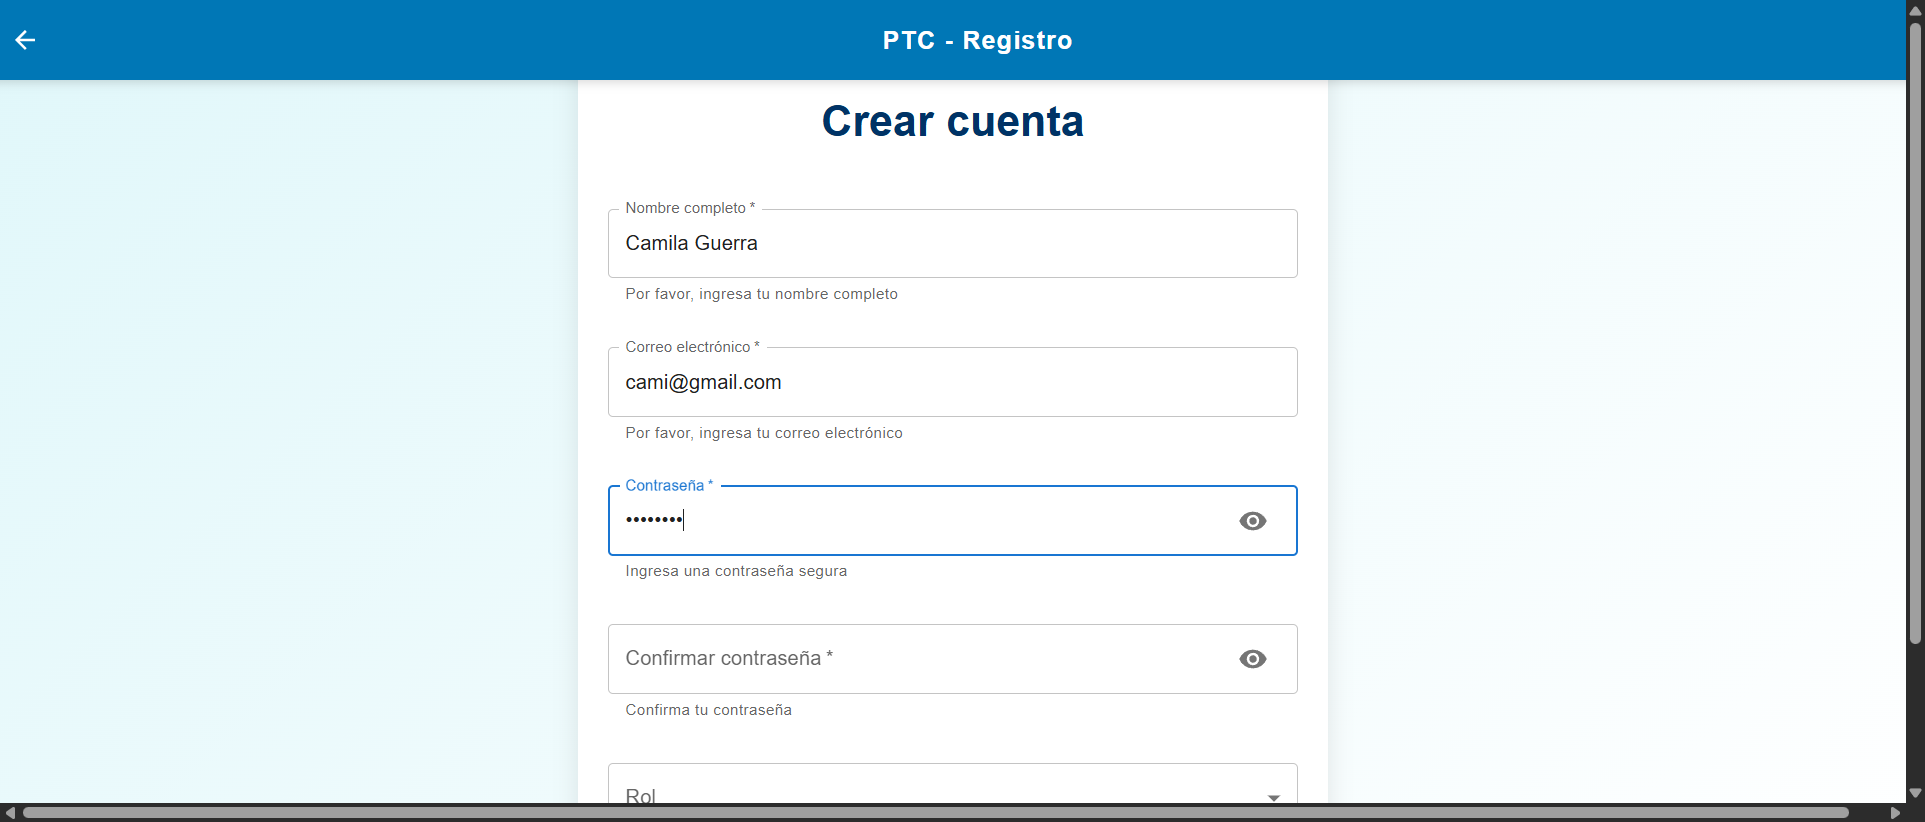 PTC - Registro
Crear cuenta
Nombre completo *
Camila Guerra
Por favor, ingresa tu nombre completo
Correo electrónico *
cami@gmail.com
Por favor, ingresa tu correo electrónico
Contraseña *
••••••••
Ingresa una contraseña segura
Confirmar contraseña *
Confirma tu contraseña
Rol